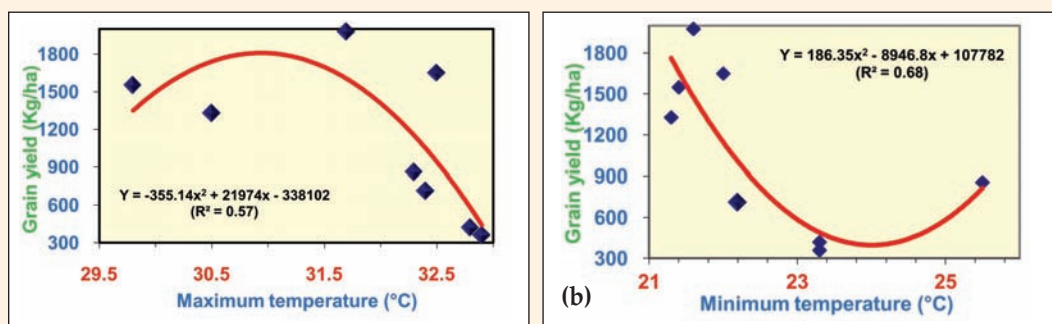 1800
1500
1200
900
600
300
Grain yield (Kg/ha)
Y = -355.14x² + 21974x - 338102
(R² = 0.57)
29.5 30.5 31.5 32.5
Maximum temperature (°C)
1800
1500
1200
900
600
300
Grain yield (Kg/ha)
Y = 186.35x² - 8946.8x + 107782
(R² = 0.68)
21 23 25
(b)
Minimum temperature (°C)